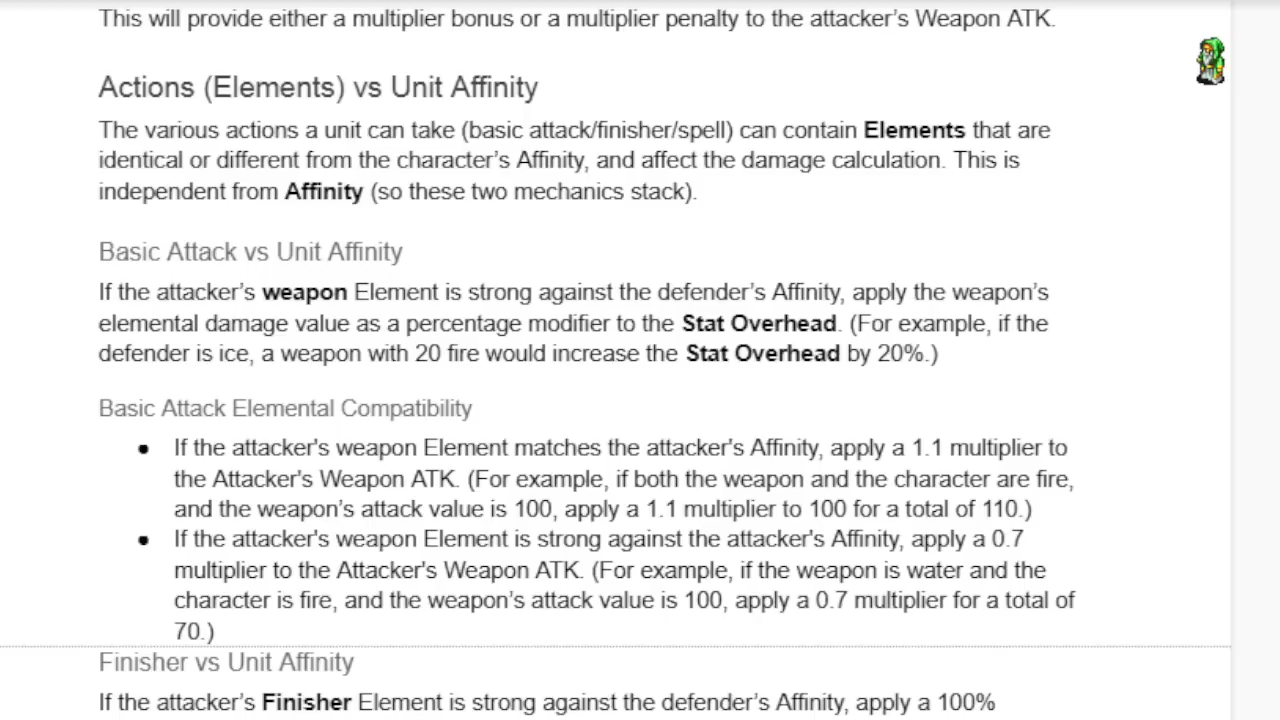 This will provide either a multiplier bonus or a multiplier penalty to the attacker's Weapon ATK.
Actions (Elements) vs Unit Affinity
The various actions a unit can take (basic attack/finisher/spell) can contain Elements that are
identical or different from the character's Affinity, and affect the damage calculation. This is
independent from Affinity (so these two mechanics stack).
Basic Attack vs Unit Affinity
If the attacker's weapon Element is strong against the defender's Affinity, apply the weapon's
elemental damage value as a percentage modifier to the Stat Overhead. (For example, if the
defender is ice, a weapon with 20 fire would increase the Stat Overhead by 20%.)
Basic Attack Elemental Compatibility
● If the attacker's weapon Element matches the attacker's Affinity, apply a 1.1 multiplier to
the Attacker's Weapon ATK. (For example, if both the weapon and the character are fire,
and the weapon's attack value is 100, apply a 1.1 multiplier to 100 for a total of 110.)
● If the attacker's weapon Element is strong against the attacker's Affinity, apply a 0.7
multiplier to the Attacker's Weapon ATK. (For example, if the weapon is water and the
character is fire, and the weapon's attack value is 100, apply a 0.7 multiplier for a total of
70.)
Finisher vs Unit Affinity
If the attacker's Finisher Element is strong against the defender's Affinity, apply a 100%